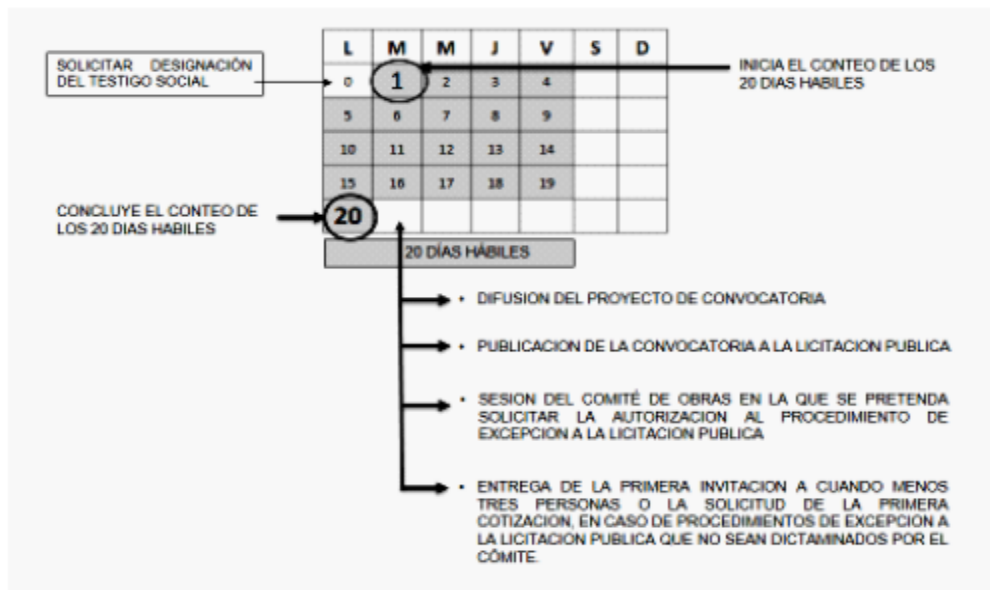 L M M J V S D
SOLICITAR DESIGNACIÓN
DEL TESTIGO SOCIAL
0 1 2 3 4
INICIA EL CONTEO DE LOS
20 DIAS HABILES
5 6 7 8 9
10 11 12 13 14
15 16 17 18 19
CONCLUYE EL CONTEO DE
LOS 20 DIAS HABILES
20
20 DÍAS HÁBILES
• DIFUSION DEL PROYECTO DE CONVOCATORIA
• PUBLICACION DE LA CONVOCATORIA A LA LICITACION PUBLICA
• SESION DEL COMITÉ DE OBRAS EN LA QUE SE PRETENDA
SOLICITAR LA AUTORIZACION AL PROCEDIMIENTO DE
EXCEPCION A LA LICITACION PUBLICA
• ENTREGA DE LA PRIMERA INVITACION A CUANDO MENOS
TRES PERSONAS O LA SOLICITUD DE LA PRIMERA
COTIZACION, EN CASO DE PROCEDIMIENTOS DE EXCEPCION A
LA LICITACION PUBLICA QUE NO SEAN DICTAMINADOS POR EL
CÓMITE.